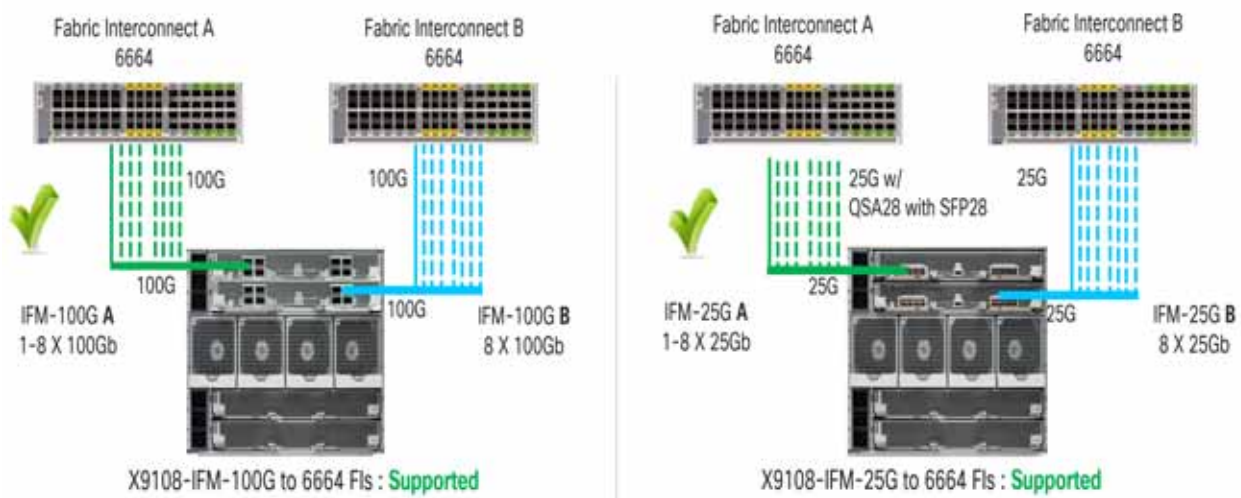 Fabric Interconnect A
6664
Fabric Interconnect B
6664
100G
100G
100G
100G
IFM-100G A
1-8 X 100Gb
IFM-100G B
8 X 100Gb
X9108-IFM-100G to 6664 FIs : Supported
Fabric Interconnect A
6664
Fabric Interconnect B
6664
25G w/
QSA28 with SFP28
25G
25G
25G
IFM-25G A
1-8 X 25Gb
IFM-25G B
8 X 25Gb
X9108-IFM-25G to 6664 FIs : Supported